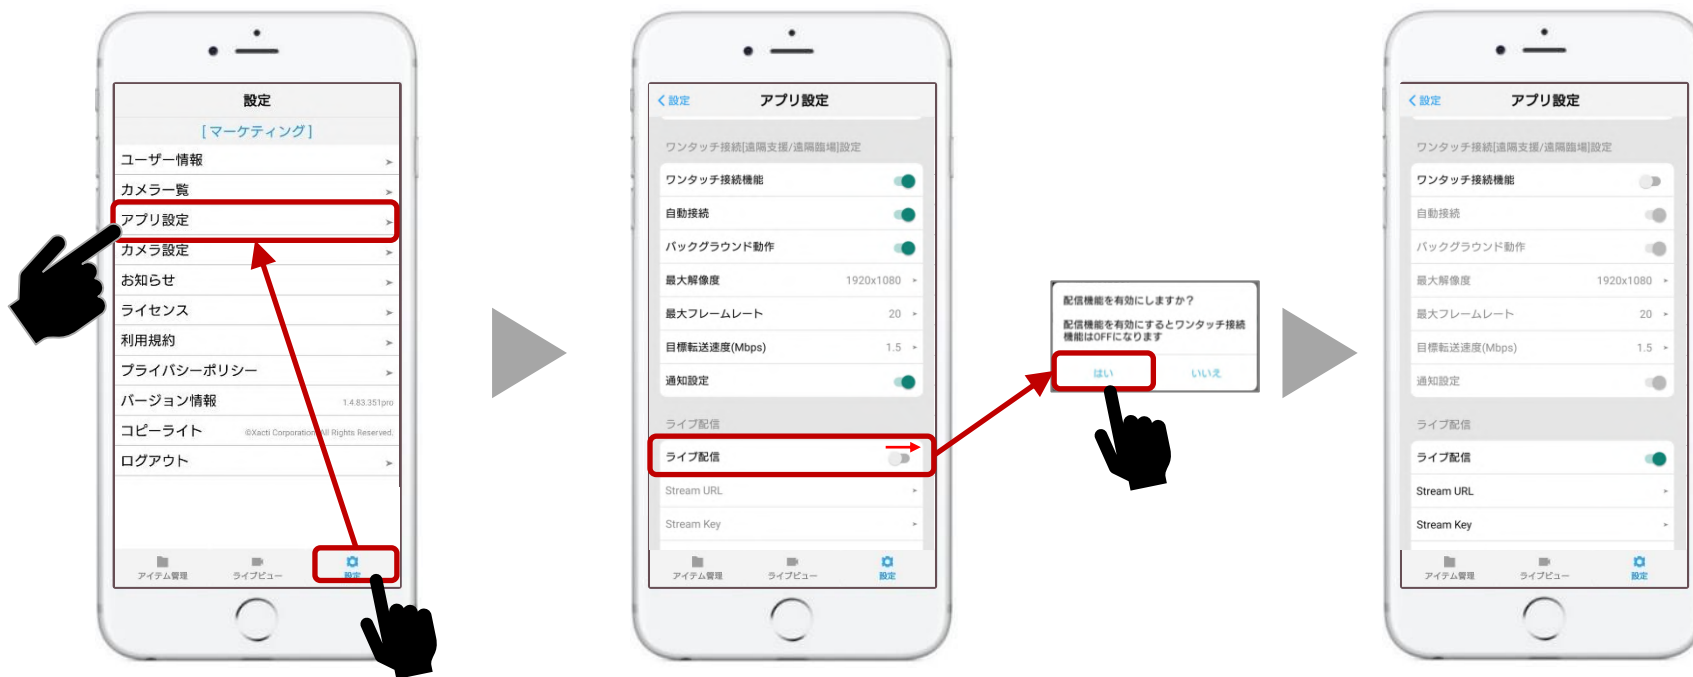 設定
[マーケティング]
ユーザー情報
カメラ一覧
アプリ設定
カメラ設定
お知らせ
ライセンス
利用規約
プライバシーポリシー
バージョン情報 1.4.83.351pro
コピーライト ©Xacti Corporation. All Rights Reserved.
ログアウト
アイテム管理 ライブビュー 設定
設定 アプリ設定
ワンタッチ接続[遠隔支援/遠隔臨場]設定
ワンタッチ接続機能
自動接続
バックグラウンド動作
最大解像度 1920x1080
最大フレームレート 20
目標転送速度(Mbps) 1.5
通知設定
ライブ配信
ライブ配信
Stream URL
Stream Key
アイテム管理 ライブビュー 設定
配信機能を有効にしますか？
配信機能を有効にするとワンタッチ接続
機能はOFFになります
はい いいえ
設定 アプリ設定
ワンタッチ接続[遠隔支援/遠隔臨場]設定
ワンタッチ接続機能
自動接続
バックグラウンド動作
最大解像度 1920x1080
最大フレームレート 20
目標転送速度(Mbps) 1.5
通知設定
ライブ配信
ライブ配信
Stream URL
Stream Key
アイテム管理 ライブビュー 設定